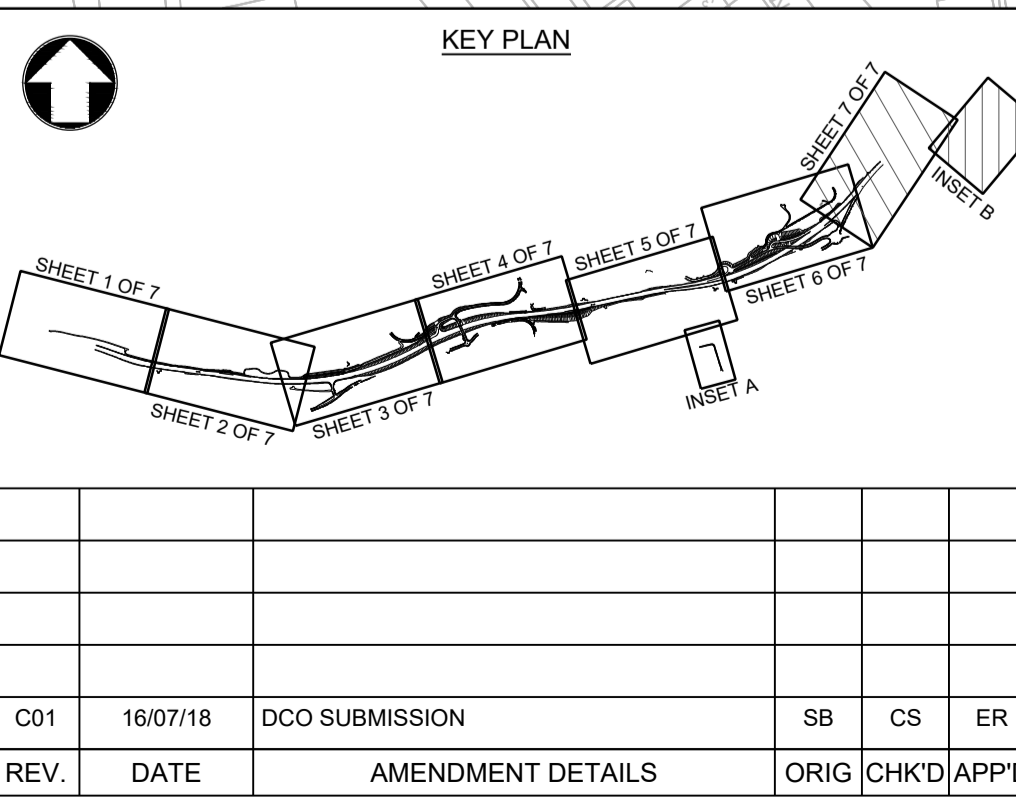 KEY PLAN
SHEET 1 OF 7
SHEET 2 OF 7
SHEET 3 OF 7
SHEET 4 OF 7
SHEET 5 OF 7
SHEET 6 OF 7
SHEET 7 OF 7
INSET A
INSET B
C01 16/07/18 DCO SUBMISSION SB CS ER
REV. DATE AMENDMENT DETAILS ORIG CHK'D APP'D